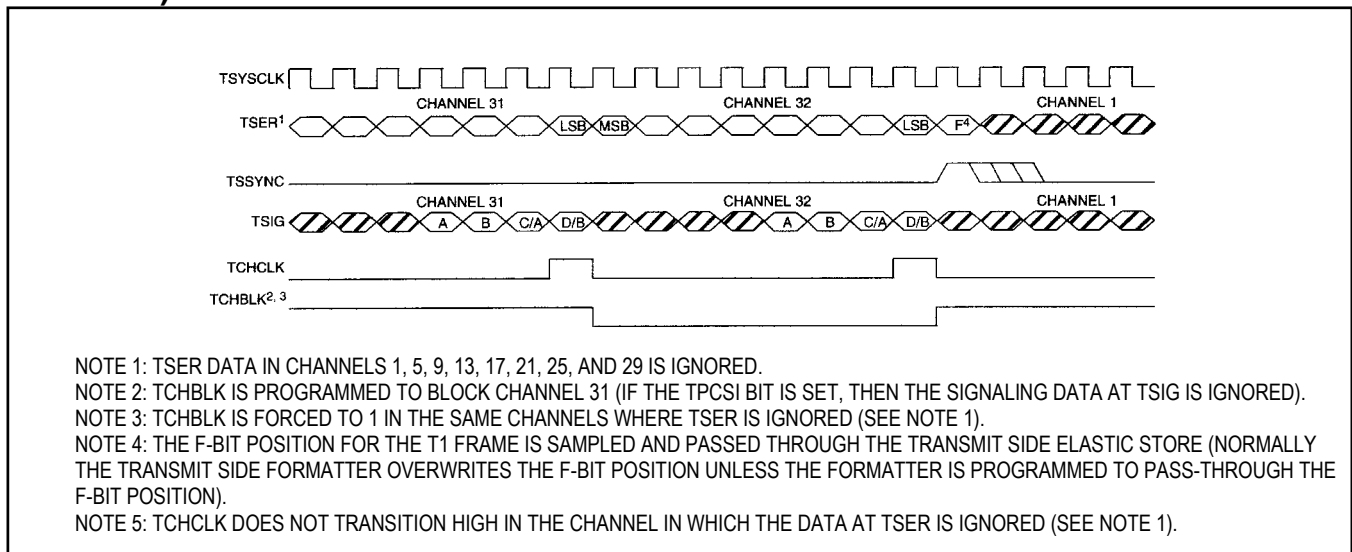 TSYSCLK
CHANNEL 31 CHANNEL 32 CHANNEL 1
TSER1 LSB MSB LSB F4
TSSYNC
CHANNEL 31 CHANNEL 32 CHANNEL 1
TSIG A B C/A D/B A B C/A D/B
TCHCLK
TCHBLK2, 3
NOTE 1: TSER DATA IN CHANNELS 1, 5, 9, 13, 17, 21, 25, AND 29 IS IGNORED.
NOTE 2: TCHBLK IS PROGRAMMED TO BLOCK CHANNEL 31 (IF THE TPCSI BIT IS SET, THEN THE SIGNALING DATA AT TSIG IS IGNORED).
NOTE 3: TCHBLK IS FORCED TO 1 IN THE SAME CHANNELS WHERE TSER IS IGNORED (SEE NOTE 1).
NOTE 4: THE F-BIT POSITION FOR THE T1 FRAME IS SAMPLED AND PASSED THROUGH THE TRANSMIT SIDE ELASTIC STORE (NORMALLY
THE TRANSMIT SIDE FORMATTER OVERWRITES THE F-BIT POSITION UNLESS THE FORMATTER IS PROGRAMMED TO PASS-THROUGH THE
F-BIT POSITION).
NOTE 5: TCHCLK DOES NOT TRANSITION HIGH IN THE CHANNEL IN WHICH THE DATA AT TSER IS IGNORED (SEE NOTE 1).